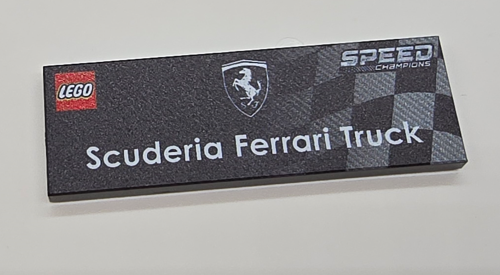 LEGO
SPEED
CHAMPIONS
Scuderia Ferrari Truck